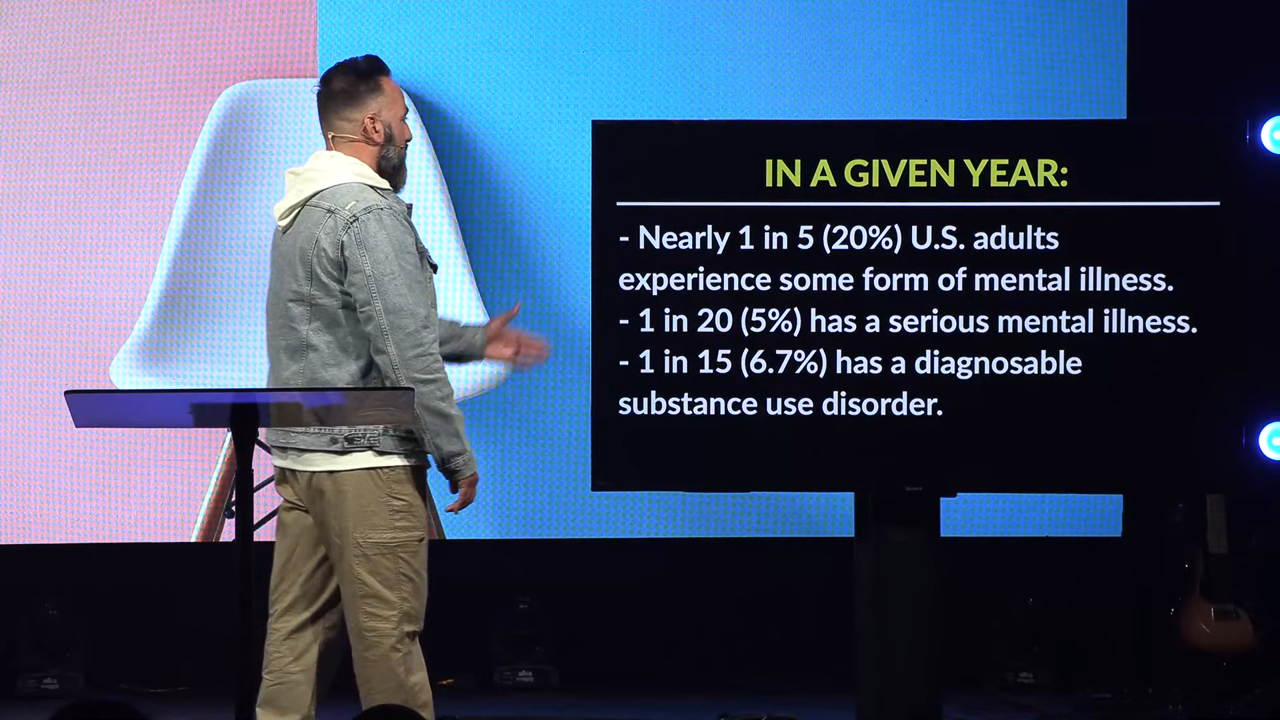 IN A GIVEN YEAR:
- Nearly 1 in 5 (20%) U.S. adults
experience some form of mental illness.
- 1 in 20 (5%) has a serious mental illness.
- 1 in 15 (6.7%) has a diagnosable
substance use disorder.